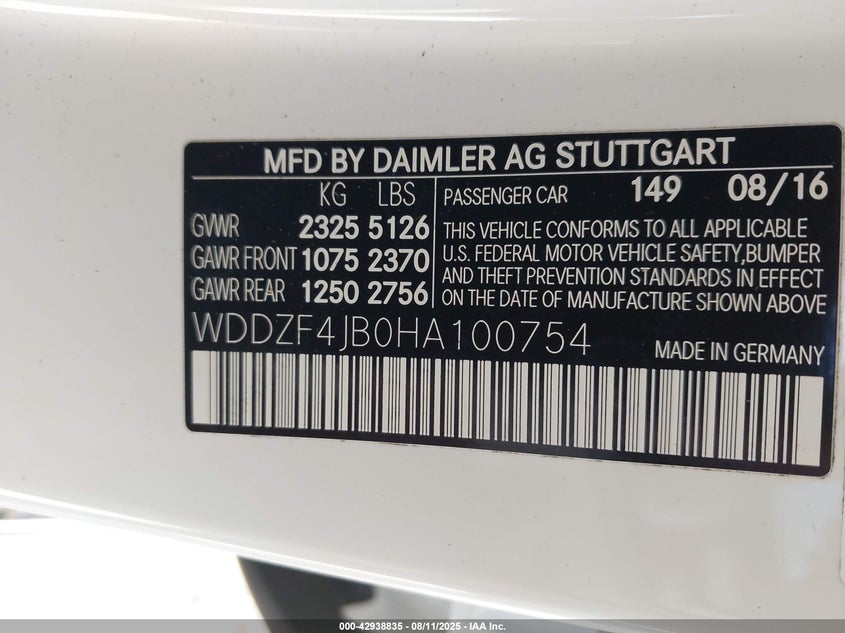 MFD BY DAIMLER AG STUTTGART
KG LBS
GVWR 2325 5126
GAWR FRONT 1075 2370
GAWR REAR 1250 2756
PASSENGER CAR 149 08/16
THIS VEHICLE CONFORMS TO ALL APPLICABLE
U.S. FEDERAL MOTOR VEHICLE SAFETY,BUMPER
AND THEFT PREVENTION STANDARDS IN EFFECT
ON THE DATE OF MANUFACTURE SHOWN ABOVE
WDDZF4JB0HA100754
MADE IN GERMANY
000-42938835 - 08/11/2025 - IAA Inc.